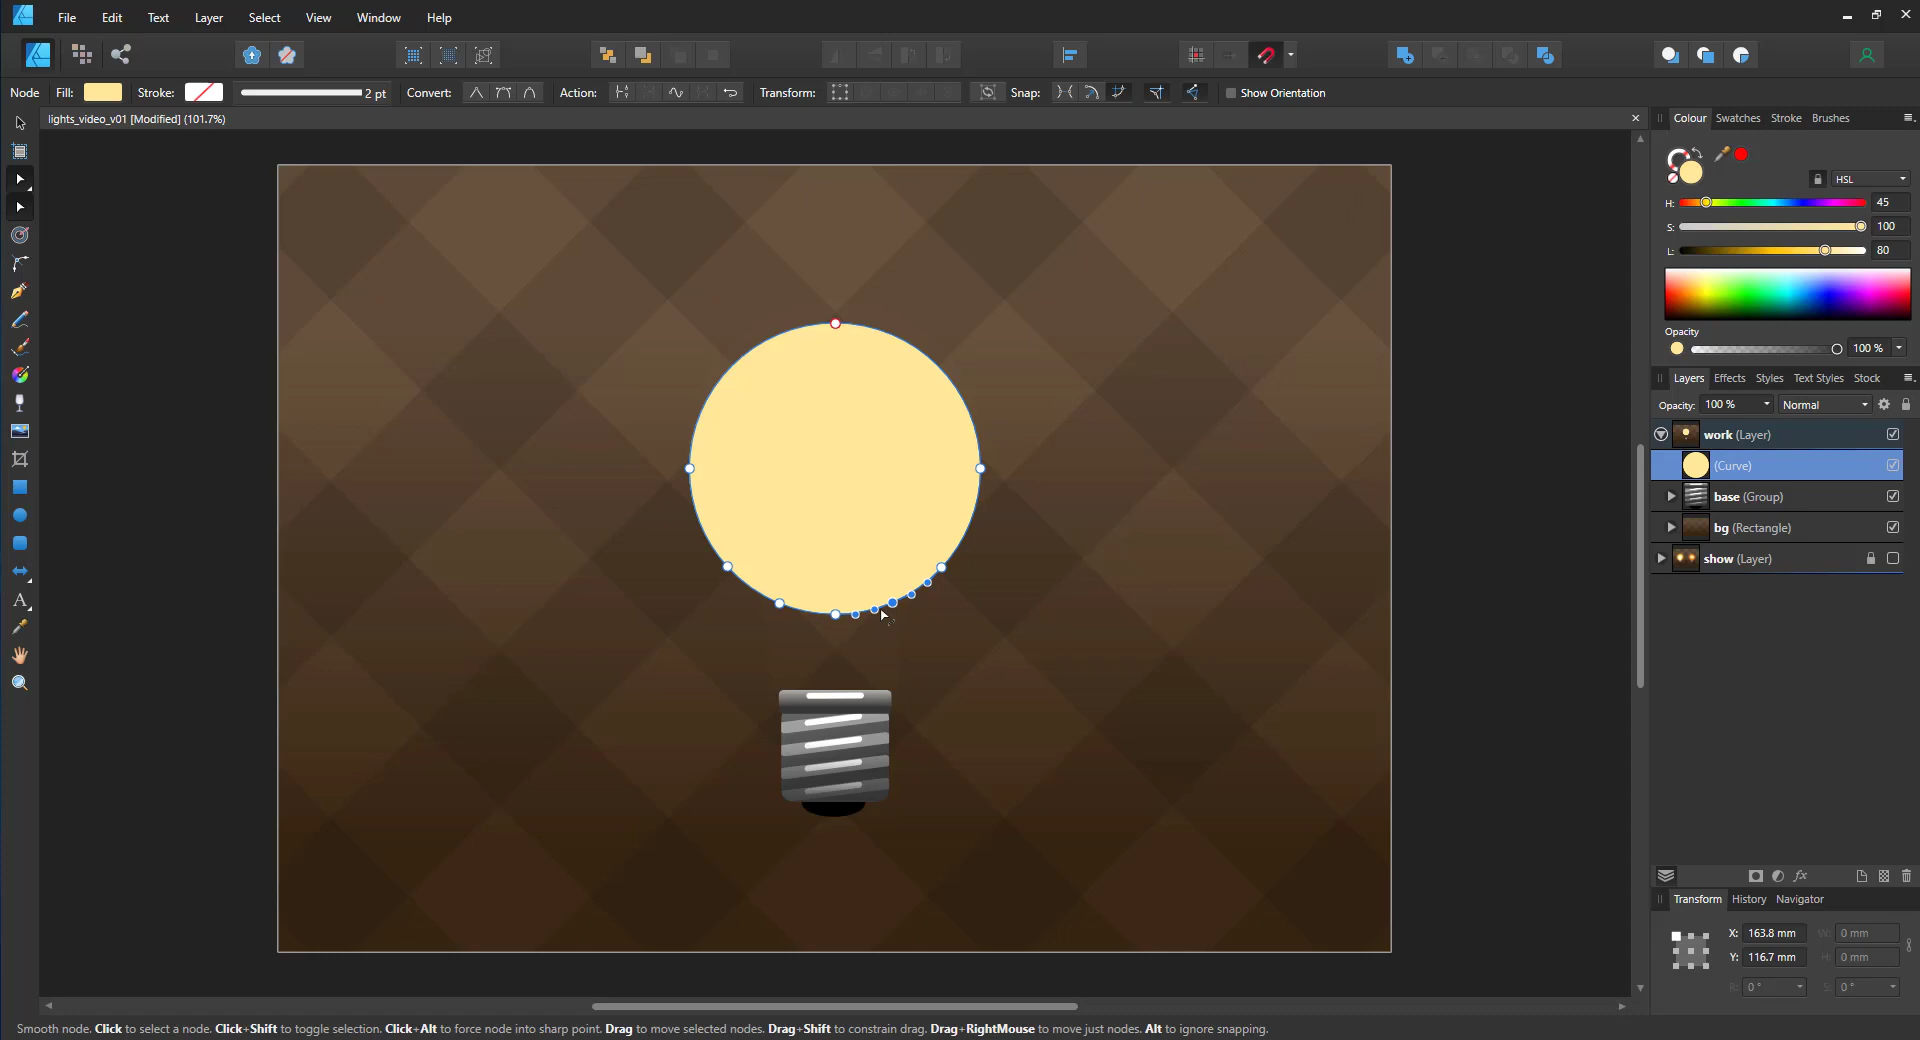 File Edit Text Layer Select View Window Help
Node Fill: Stroke: 2 pt Convert: Action: Transform: Snap: Show Orientation
lights_video_v01 [Modified] (101.7%)
Colour Swatches Stroke Brushes
HSL
H: 45
S: 100
L: 80
Opacity
100 %
Layers Effects Styles Text Styles Stock
Opacity: 100 % Normal
work (Layer)
(Curve)
base (Group)
bg (Rectangle)
show (Layer)
fx
Transform History Navigator
X: 163.8 mm W: 0 mm
Y: 116.7 mm H: 0 mm
R: 0 ° S: 0 °
A
Smooth node. Click to select a node. Click+Shift to toggle selection. Click+Alt to force node into sharp point. Drag to move selected nodes. Drag+Shift to constrain drag. Drag+RightMouse to move just nodes. Alt to ignore snapping.